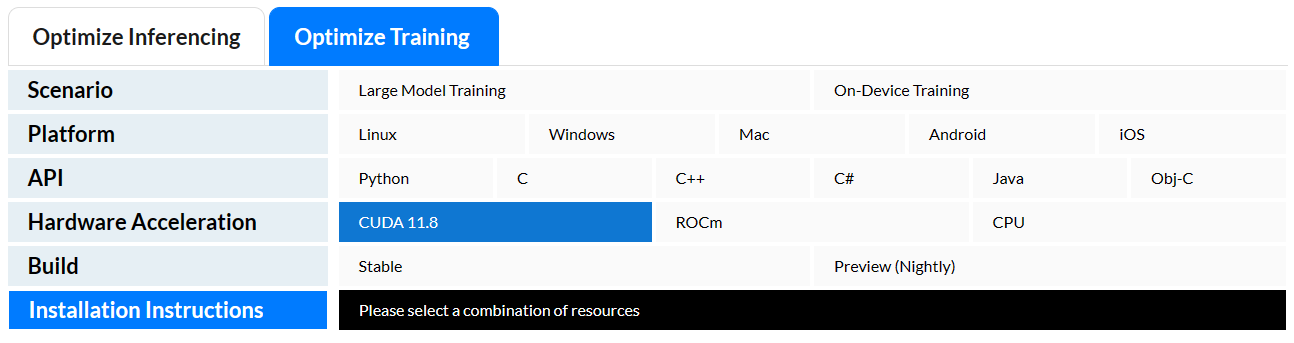 Optimize Inferencing Optimize Training
Scenario Large Model Training On-Device Training
Platform Linux Windows Mac Android iOS
API Python C C++ C# Java Obj-C
Hardware Acceleration CUDA 11.8 ROCm CPU
Build Stable Preview (Nightly)
Installation Instructions Please select a combination of resources